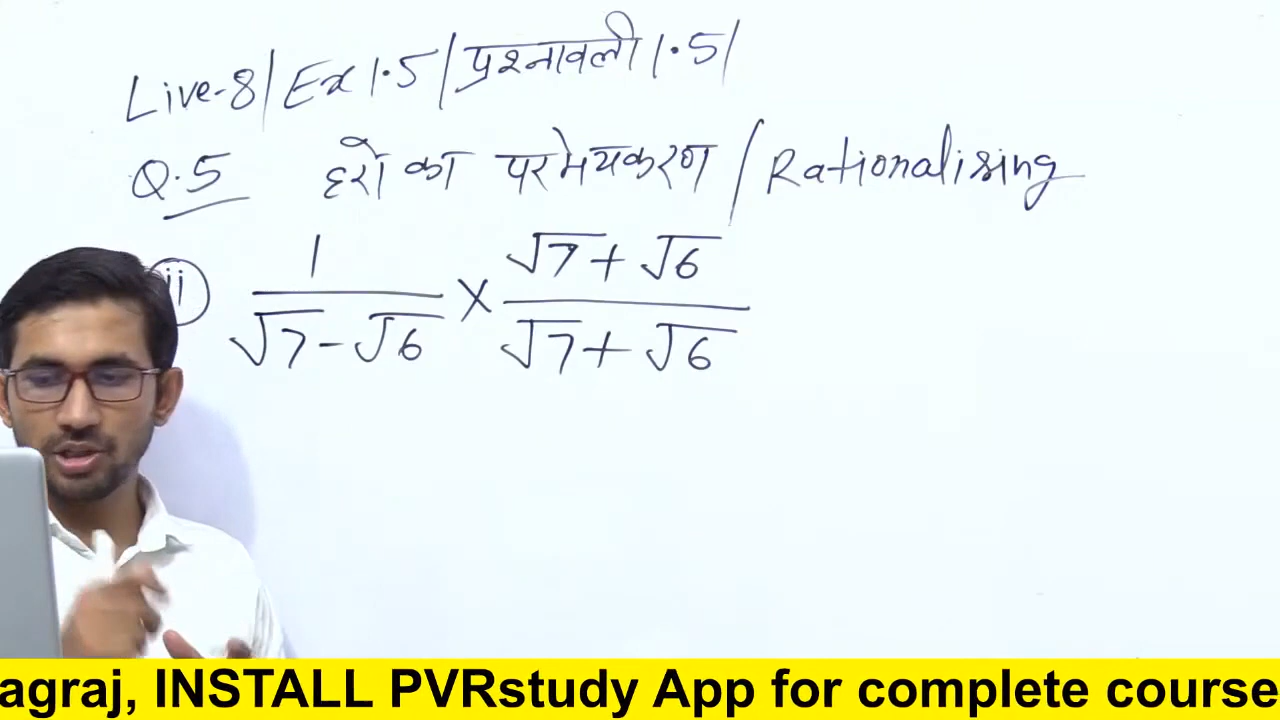 Live-8/ Ex 1.5/ प्रश्नावली 1.5/
Q.5 हरों का परिमेयकरण / Rationalising
ii 1/(√7-√6) × (√7+√6)/(√7+√6)
agraj, INSTALL PVRstudy App for complete course